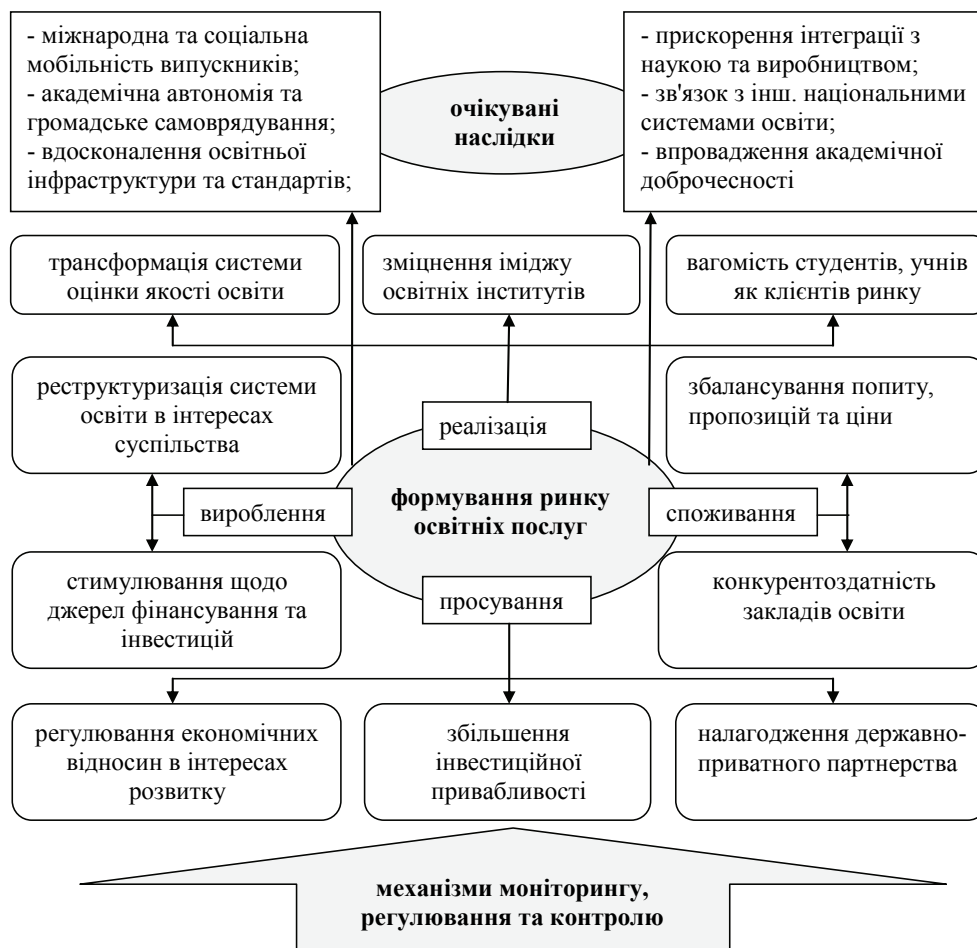 - міжнародна та соціальна
мобільність випускників;
- академічна автономія та
громадське самоврядування;
- вдосконалення освітньої
інфраструктури та стандартів;
очікувані
наслідки
- прискорення інтеграції з
наукою та виробництвом;
- зв'язок з інш. національними
системами освіти;
- впровадження академічної
доброчесності
трансформація системи
оцінки якості освіти
зміцнення іміджу
освітніх інститутів
вагомість студентів, учнів
як клієнтів ринку
реструктуризація системи
освіти в інтересах
суспільства
реалізація
збалансування попиту,
пропозицій та ціни
вироблення
формування ринку
освітніх послуг
споживання
стимулювання щодо
джерел фінансування та
інвестицій
просування
конкурентоздатність
закладів освіти
регулювання економічних
відносин в інтересах
розвитку
збільшення
інвестиційної
привабливості
налагодження державно-
приватного партнерства
механізми моніторингу,
регулювання та контролю